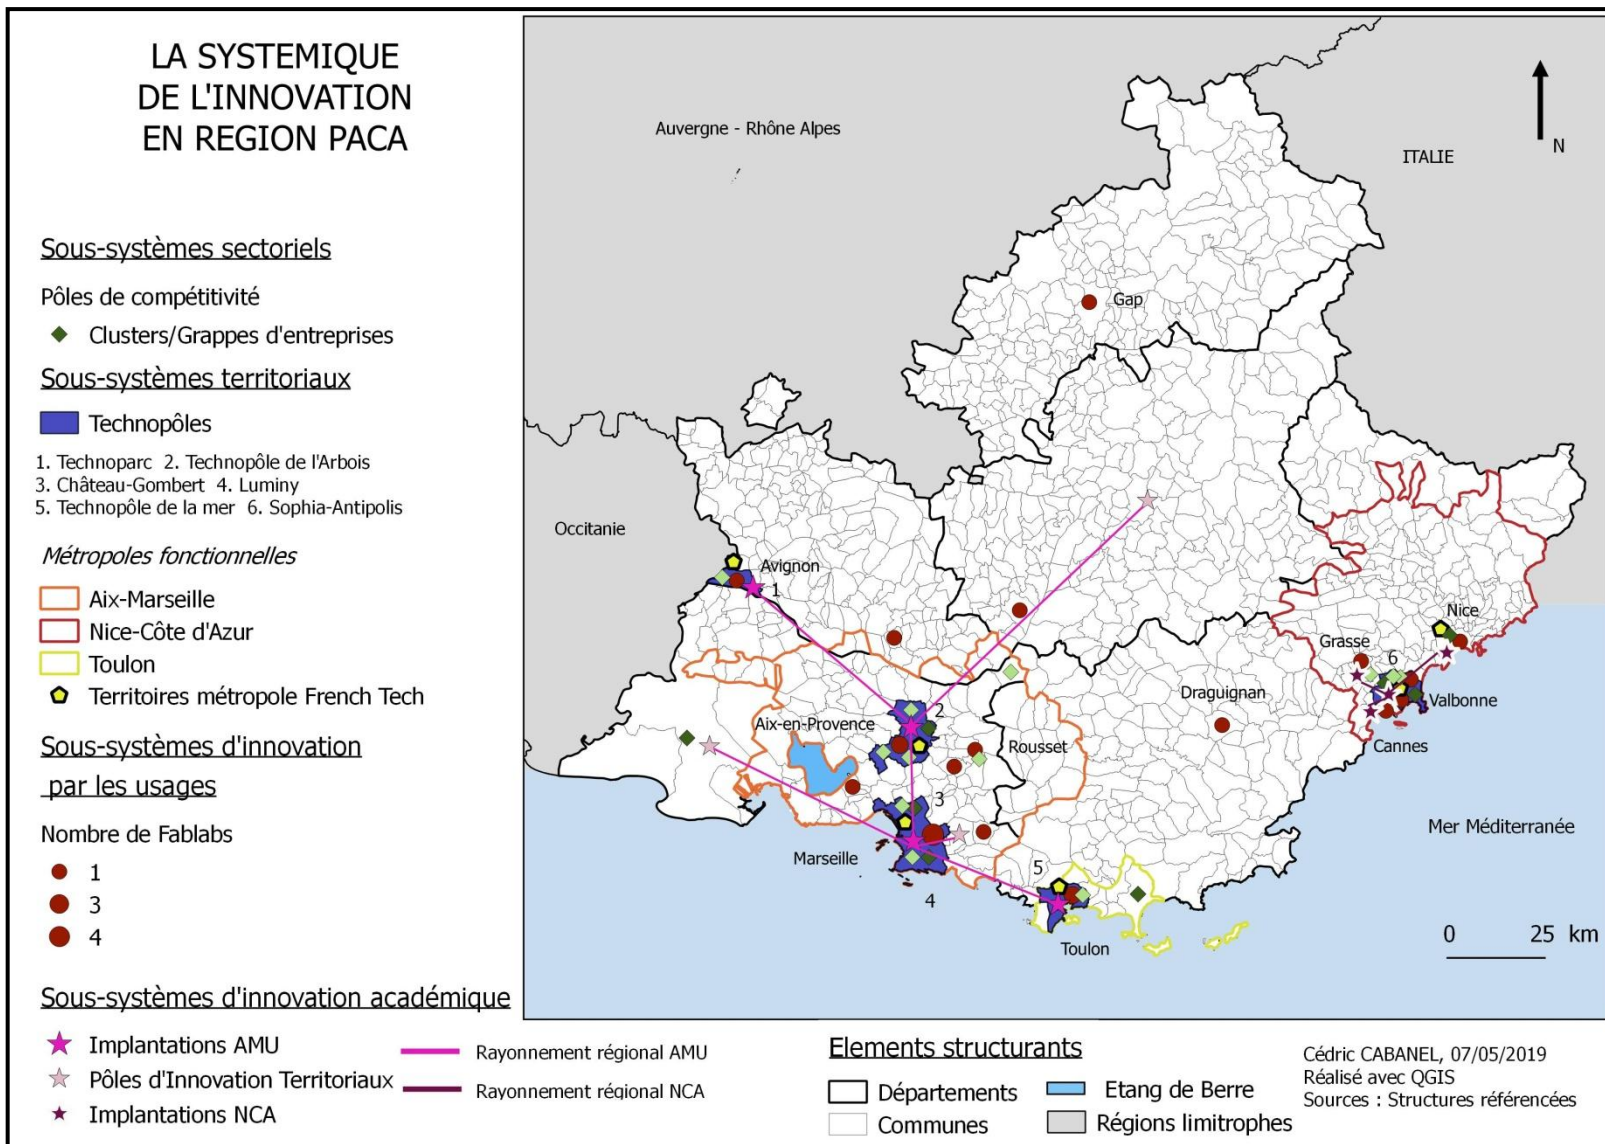 LA SYSTEMIQUE
DE L'INNOVATION
EN REGION PACA
Sous-systèmes sectoriels
Pôles de compétitivité
Clusters/Grappes d'entreprises
Sous-systèmes territoriaux
Technopôles
1. Technoparc 2. Technopôle de l'Arbois
3. Château-Gombert 4. Luminy
5. Technopôle de la mer 6. Sophia-Antipolis
Métropoles fonctionnelles
Aix-Marseille
Nice-Côte d'Azur
Toulon
Territoires métropole French Tech
Sous-systèmes d'innovation
par les usages
Nombre de Fablabs
1
3
4
Sous-systèmes d'innovation académique
Implantations AMU
Pôles d'Innovation Territoriaux
Implantations NCA
Rayonnement régional AMU
Rayonnement régional NCA
Elements structurants
Départements
Communes
Etang de Berre
Régions limitrophes
Cédric CABANEL, 07/05/2019
Réalisé avec QGIS
Sources : Structures référencées
Auvergne - Rhône Alpes
ITALIE
N
Gap
Occitanie
Avignon
1
Nice
Grasse
6
Valbonne
Cannes
Draguignan
2
Aix-en-Provence
Rousset
3
Marseille
4
5
Toulon
Mer Méditerranée
0 25 km